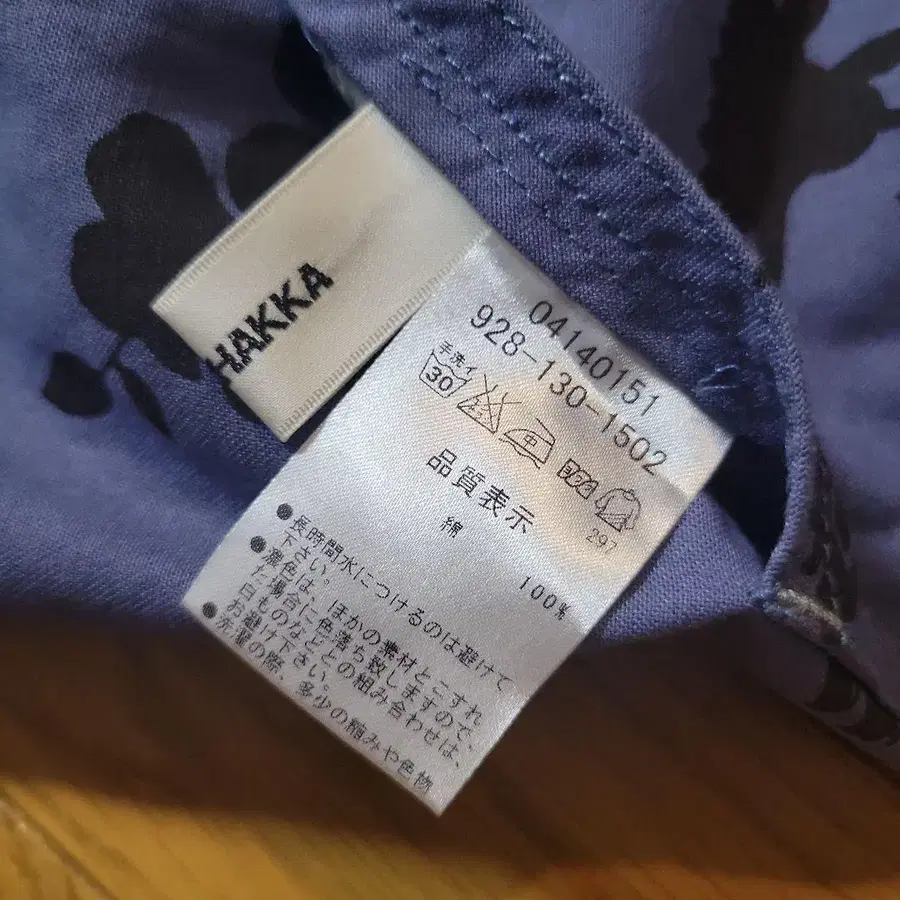 HAKKA
04140151
928-130-1502
手洗イ
30
297
品質表示
綿 100%
●長時間水につけるのは避けて
下さい。
●濃色は、ほかの素材とこすれ
た場合に色落ち致しますので、
白ものなどとの組み合わせは、
お避け下さい。
●洗濯の際、多少の縮みや色物